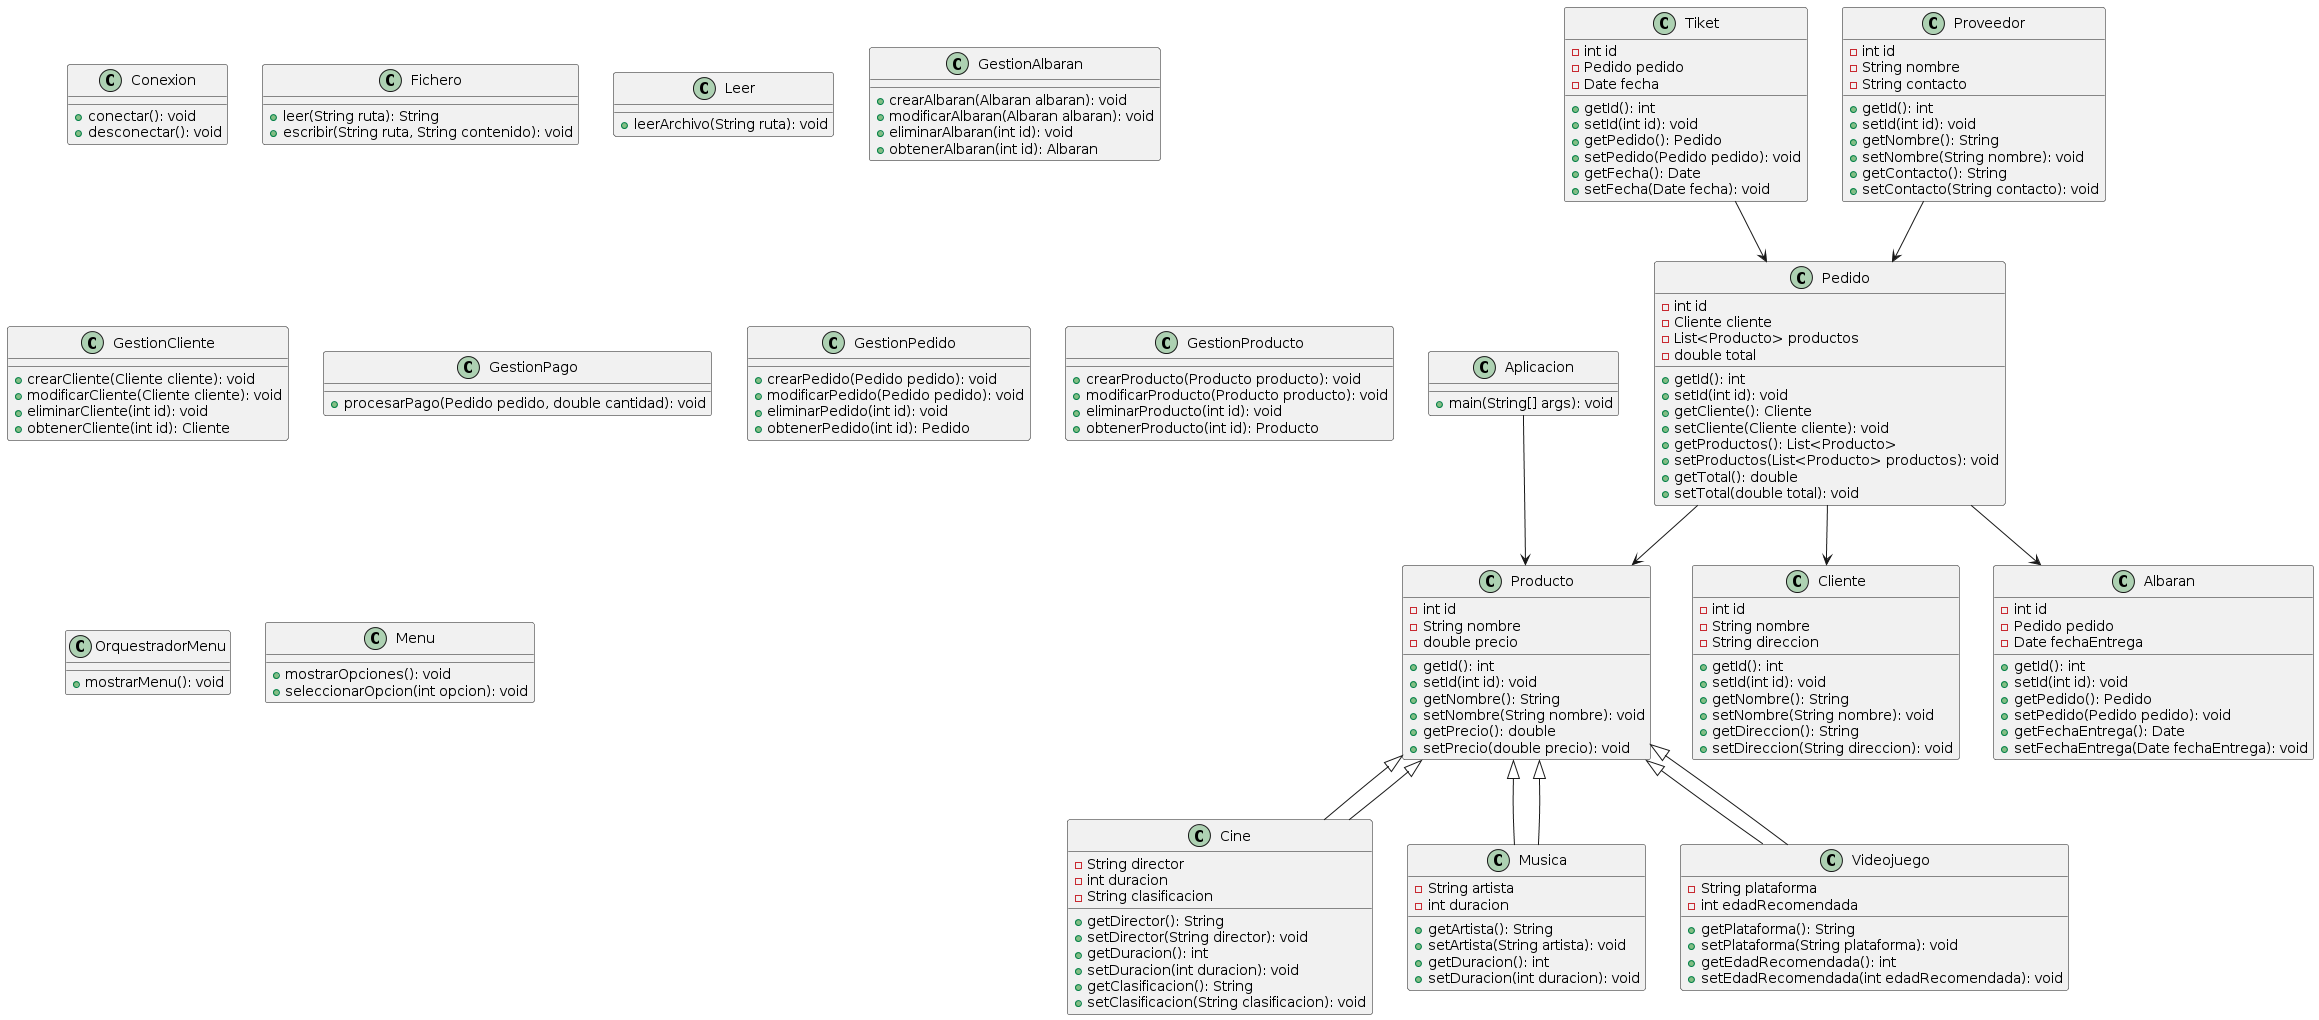 C Conexion
conectar(): void
desconectar(): void
C Fichero
leer(String ruta): String
escribir(String ruta, String contenido): void
C Leer
leerArchivo(String ruta): void
C GestionAlbaran
crearAlbaran(Albaran albaran): void
modificarAlbaran(Albaran albaran): void
eliminarAlbaran(int id): void
obtenerAlbaran(int id): Albaran
C Tiket
int id
Pedido pedido
Date fecha
getId(): int
setId(int id): void
getPedido(): Pedido
setPedido(Pedido pedido): void
getFecha(): Date
setFecha(Date fecha): void
C Proveedor
int id
String nombre
String contacto
getId(): int
setId(int id): void
getNombre(): String
setNombre(String nombre): void
getContacto(): String
setContacto(String contacto): void
C GestionCliente
crearCliente(Cliente cliente): void
modificarCliente(Cliente cliente): void
eliminarCliente(int id): void
obtenerCliente(int id): Cliente
C GestionPago
procesarPago(Pedido pedido, double cantidad): void
C GestionPedido
crearPedido(Pedido pedido): void
modificarPedido(Pedido pedido): void
eliminarPedido(int id): void
obtenerPedido(int id): Pedido
C GestionProducto
crearProducto(Producto producto): void
modificarProducto(Producto producto): void
eliminarProducto(int id): void
obtenerProducto(int id): Producto
C Aplicacion
main(String[] args): void
C Pedido
int id
Cliente cliente
List<Producto> productos
double total
getId(): int
setId(int id): void
getCliente(): Cliente
setCliente(Cliente cliente): void
getProductos(): List<Producto>
setProductos(List<Producto> productos): void
getTotal(): double
setTotal(double total): void
C OrquestradorMenu
mostrarMenu(): void
C Menu
mostrarOpciones(): void
seleccionarOpcion(int opcion): void
C Producto
int id
String nombre
double precio
getId(): int
setId(int id): void
getNombre(): String
setNombre(String nombre): void
getPrecio(): double
setPrecio(double precio): void
C Cliente
int id
String nombre
String direccion
getId(): int
setId(int id): void
getNombre(): String
setNombre(String nombre): void
getDireccion(): String
setDireccion(String direccion): void
C Albaran
int id
Pedido pedido
Date fechaEntrega
getId(): int
setId(int id): void
getPedido(): Pedido
setPedido(Pedido pedido): void
getFechaEntrega(): Date
setFechaEntrega(Date fechaEntrega): void
C Cine
String director
int duracion
String clasificacion
getDirector(): String
setDirector(String director): void
getDuracion(): int
setDuracion(int duracion): void
getClasificacion(): String
setClasificacion(String clasificacion): void
C Musica
String artista
int duracion
getArtista(): String
setArtista(String artista): void
getDuracion(): int
setDuracion(int duracion): void
C Videojuego
String plataforma
int edadRecomendada
getPlataforma(): String
setPlataforma(String plataforma): void
getEdadRecomendada(): int
setEdadRecomendada(int edadRecomendada): void